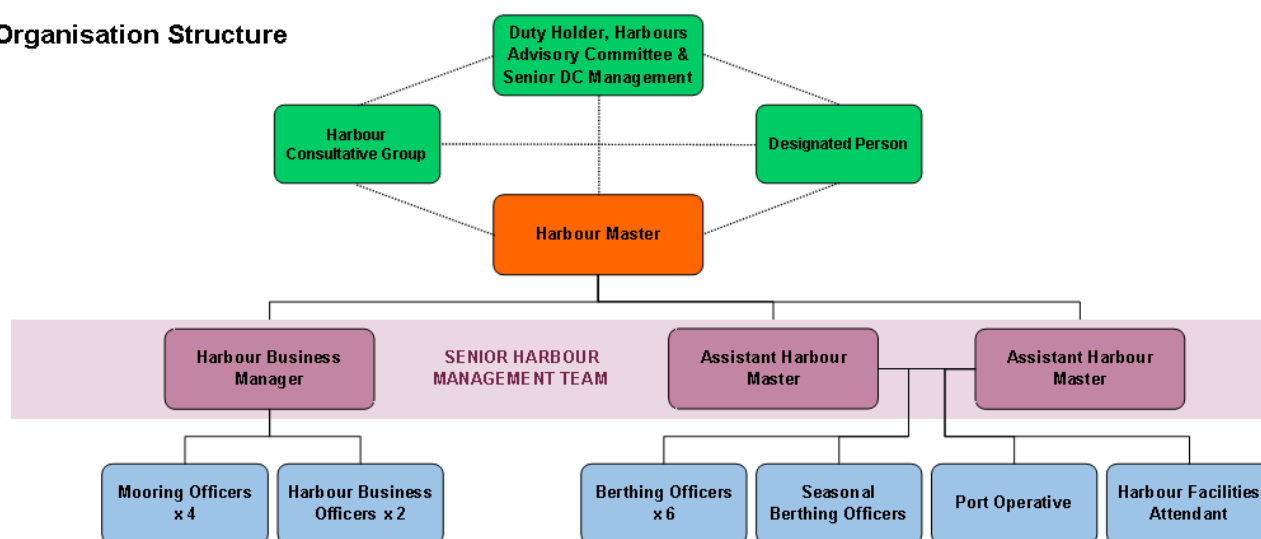 Organisation Structure
Duty Holder, Harbours
Advisory Committee &
Senior DC Management
Harbour
Consultative Group
Designated Person
Harbour Master
Harbour Business
Manager
SENIOR HARBOUR
MANAGEMENT TEAM
Assistant Harbour
Master
Assistant Harbour
Master
Mooring Officers
x 4
Harbour Business
Officers x 2
Berthing Officers
x 6
Seasonal
Berthing Officers
Port Operative
Harbour Facilities
Attendant